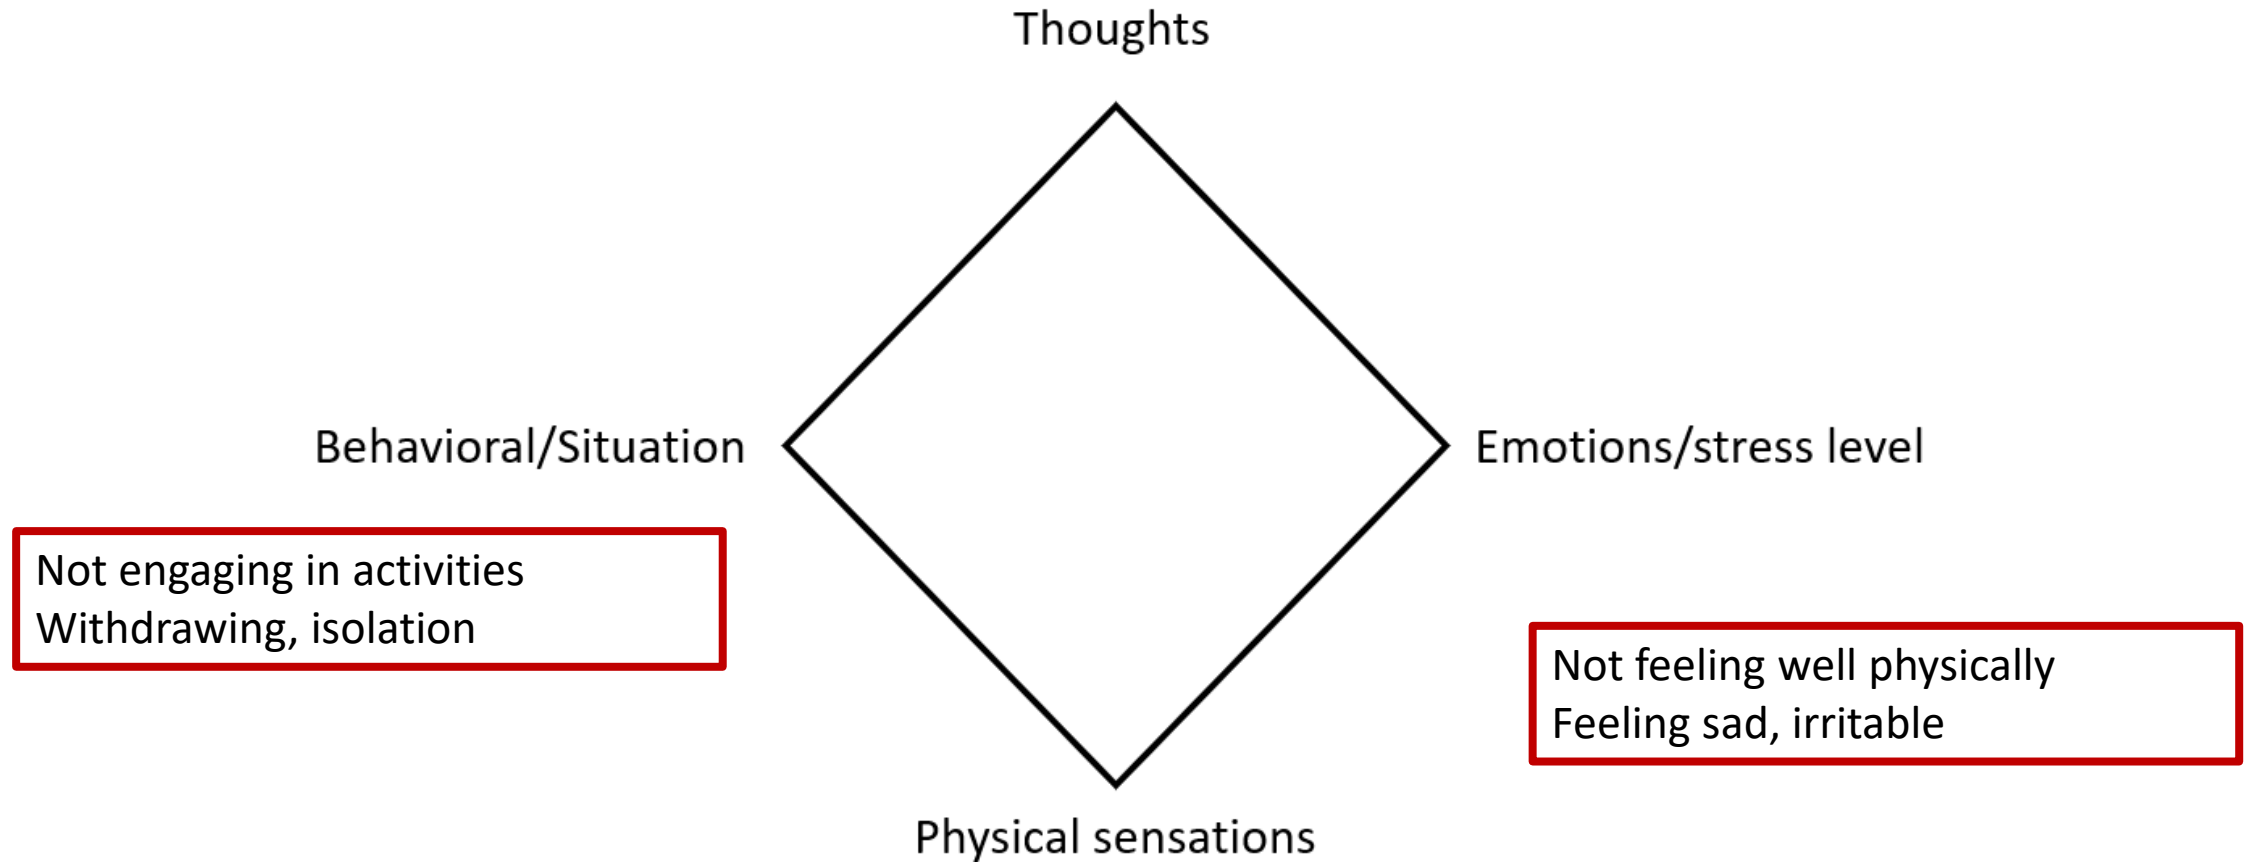 Thoughts
Behavioral/Situation
Emotions/stress level
Not engaging in activities
Withdrawing, isolation
Not feeling well physically
Feeling sad, irritable
Physical sensations